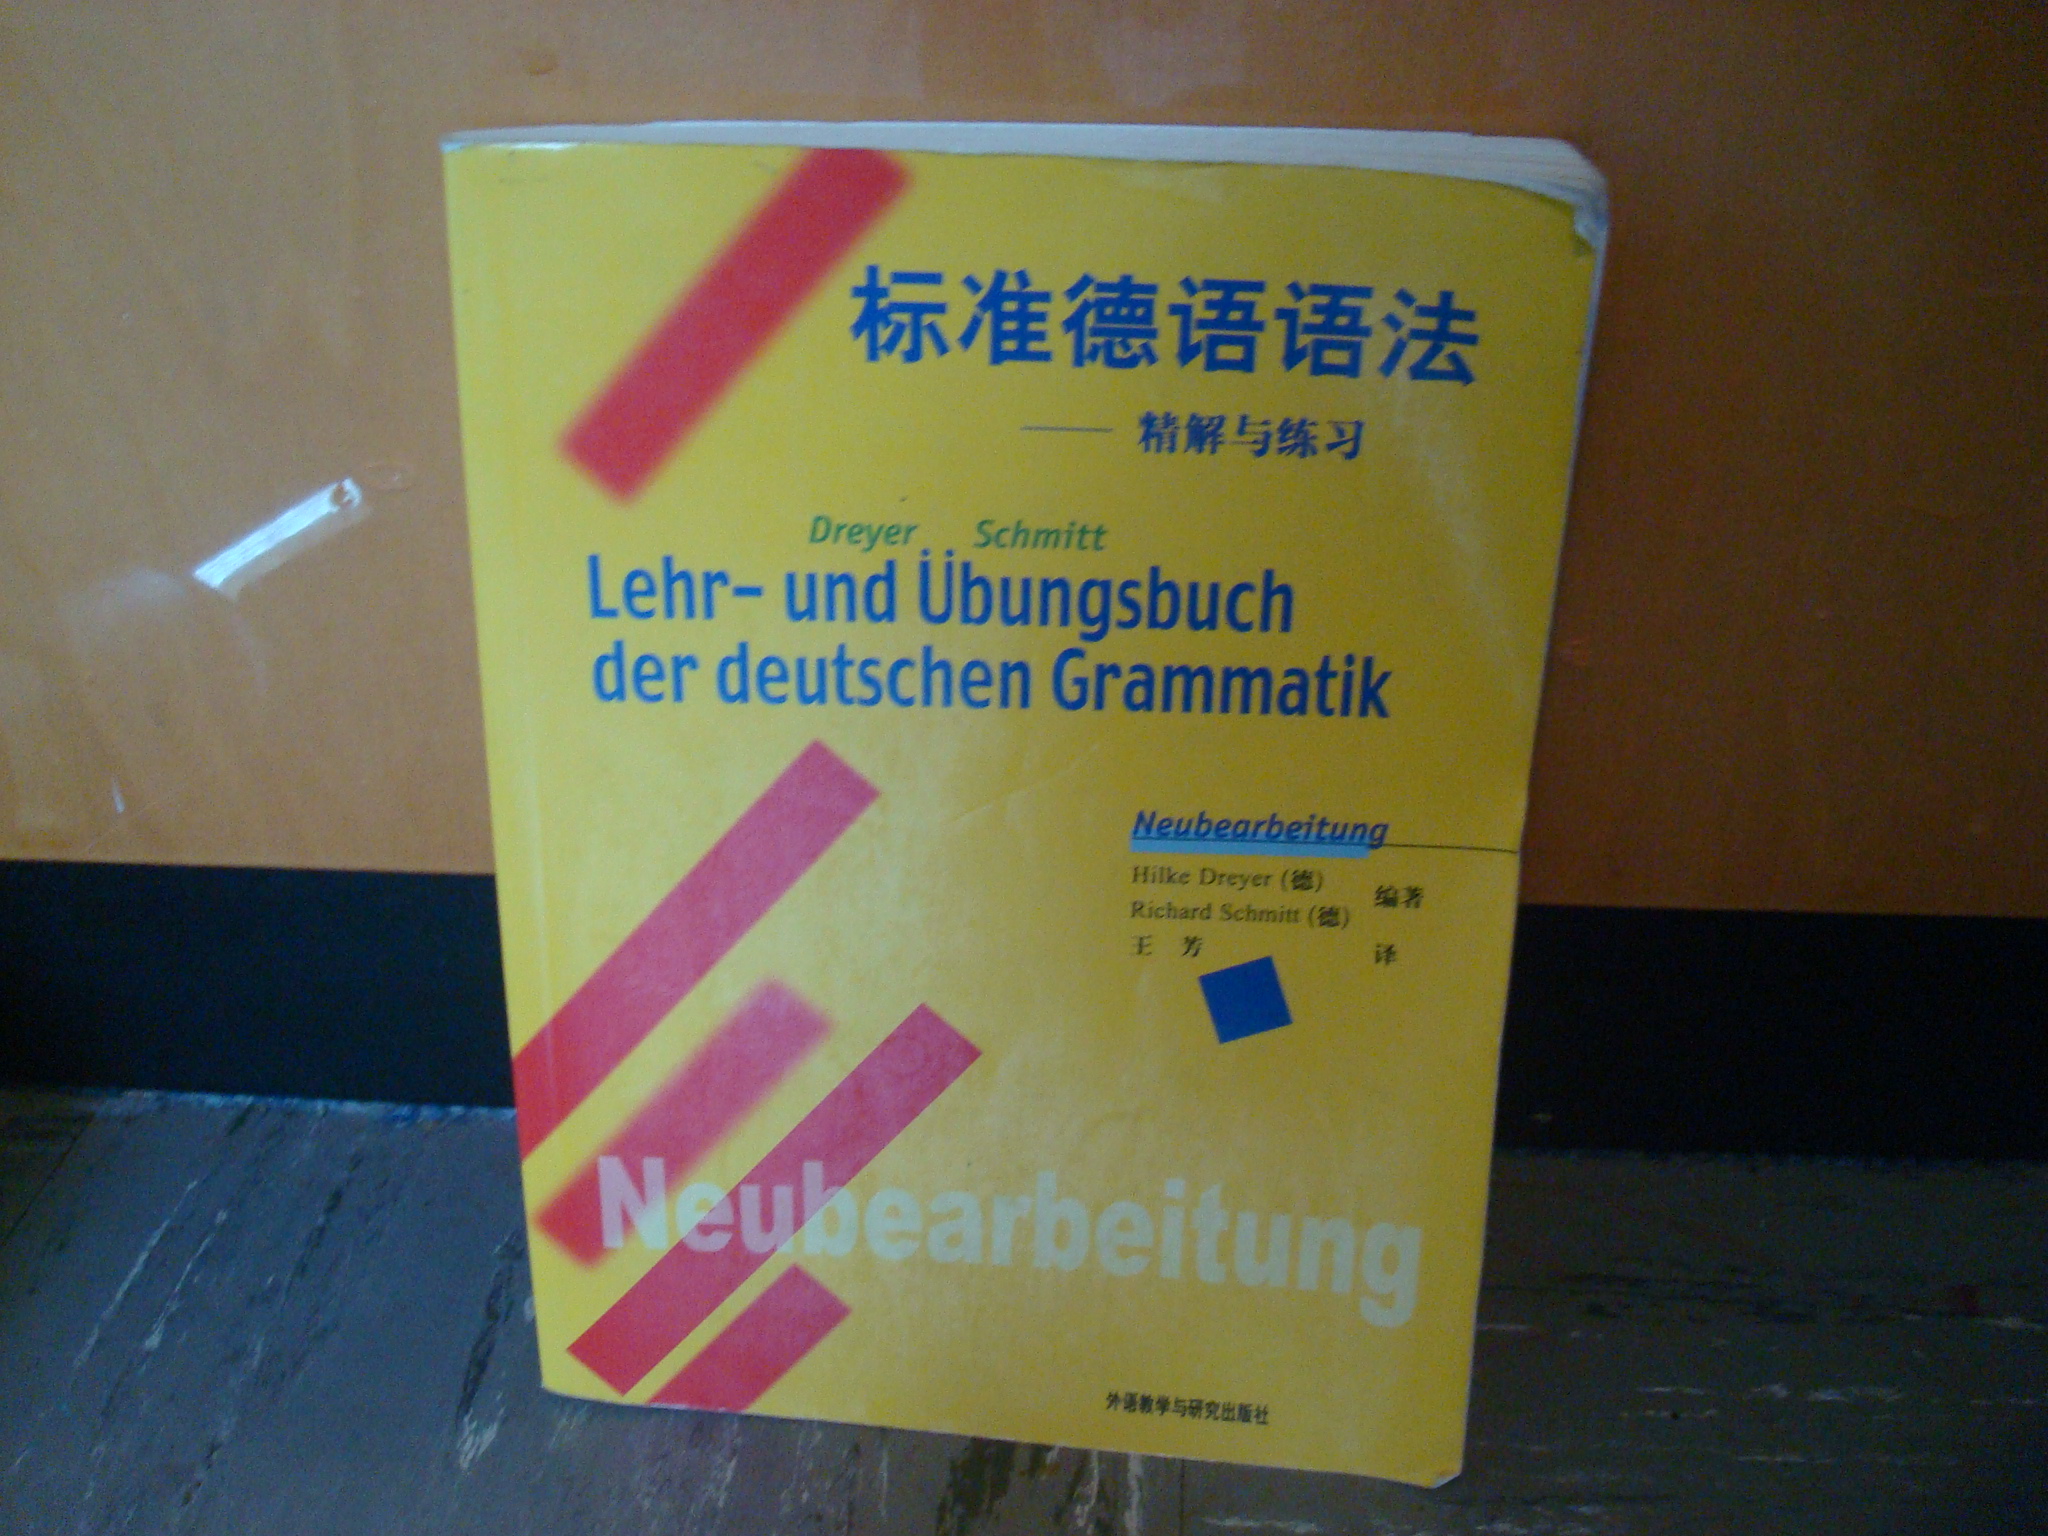 标准德语语法
——精解与练习
Dreyer Schmitt
Lehr- und Übungsbuch
der deutschen Grammatik
Neubearbeitung
Hilke Dreyer (德)
Richard Schmitt (德)
编著
王 芳 译
Neubearbeitung
外语教学与研究出版社